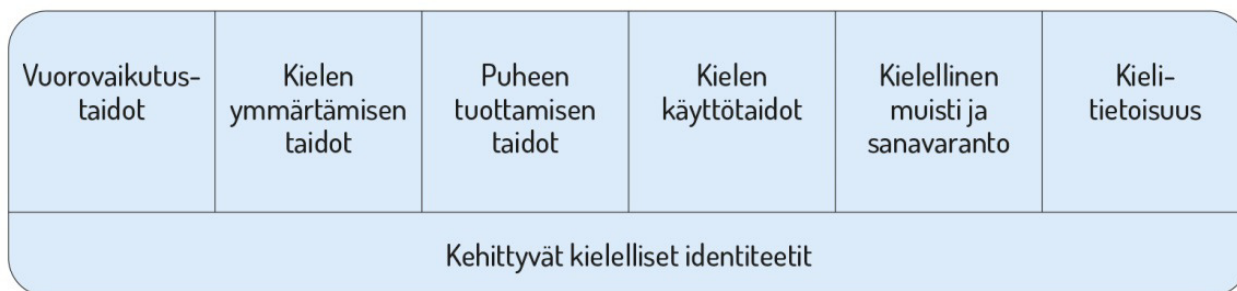 Vuorovaikutus-
taidot
Kielen
ymmärtämisen
taidot
Puheen
tuottamisen
taidot
Kielen
käyttötaidot
Kielellinen
muisti ja
sanavaranto
Kieli-
tietoisuus
Kehittyvät kielelliset identiteetit